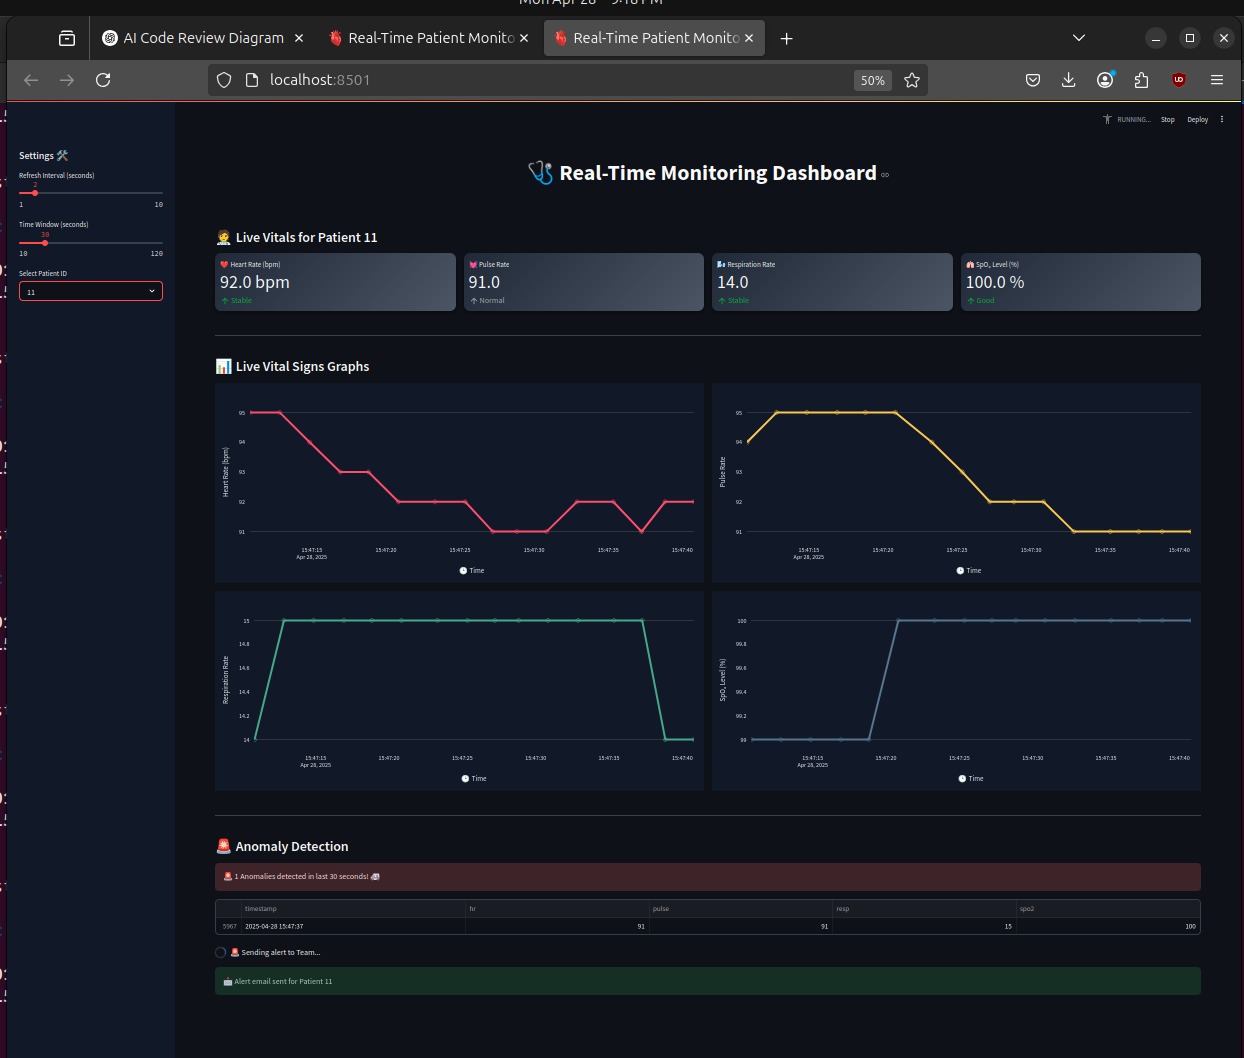 AI Code Review Diagram
Real-Time Patient Monito
Real-Time Patient Monito
localhost:8501
50%
RUNNING...
Stop
Deploy
Settings
Refresh Interval (seconds)
2
1
10
Time Window (seconds)
30
10
120
Select Patient ID
11
Real-Time Monitoring Dashboard
Live Vitals for Patient 11
Heart Rate (bpm)
92.0 bpm
Stable
Pulse Rate
91.0
Normal
Respiration Rate
14.0
Stable
SpO₂ Level (%)
100.0 %
Good
Live Vital Signs Graphs
Heart Rate (bpm)
95
94
93
92
91
15:47:15
Apr 28, 2025
15:47:20
15:47:25
15:47:30
15:47:35
15:47:40
Time
Pulse Rate
95
94
93
92
91
15:47:15
Apr 28, 2025
15:47:20
15:47:25
15:47:30
15:47:35
15:47:40
Time
Respiration Rate
15
14.8
14.6
14.4
14.2
14
15:47:15
Apr 28, 2025
15:47:20
15:47:25
15:47:30
15:47:35
15:47:40
Time
SpO₂ Level (%)
100
99.8
99.6
99.4
99.2
99
15:47:15
Apr 28, 2025
15:47:20
15:47:25
15:47:30
15:47:35
15:47:40
Time
Anomaly Detection
1 Anomalies detected in last 30 seconds!
timestamp hr pulse resp spo2
5967 2025-04-28 15:47:37 91 91 15 100
Sending alert to Team...
Alert email sent for Patient 11